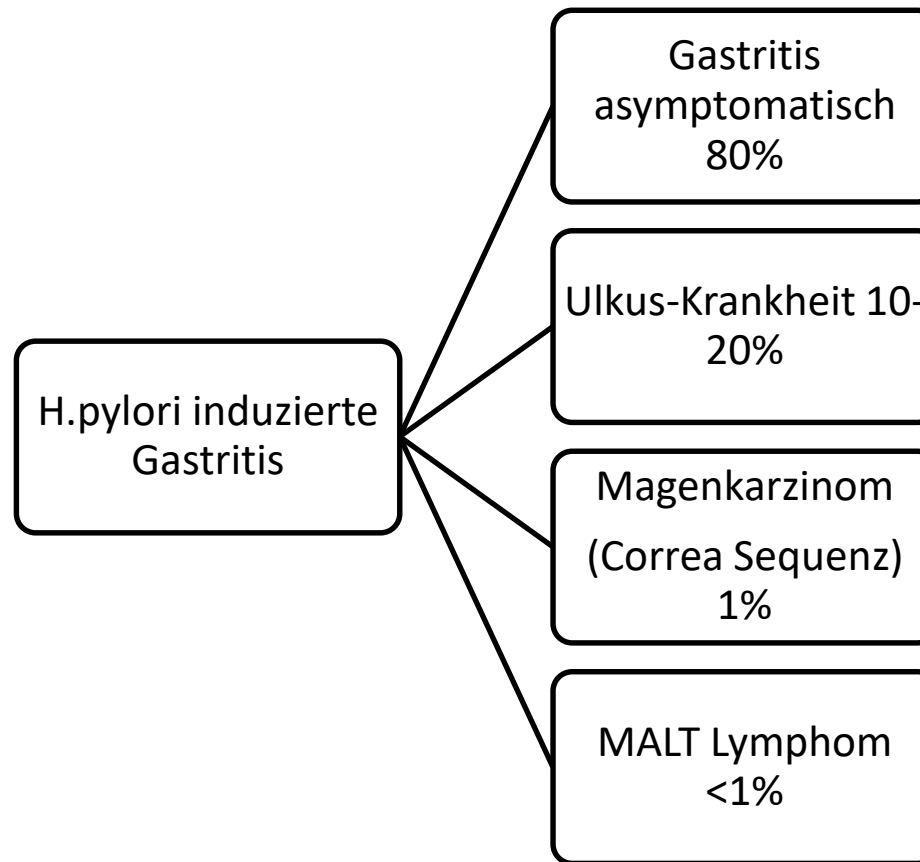 H.pylori induzierte
Gastritis
Gastritis
asymptomatisch
80%
Ulkus-Krankheit 10-
20%
Magenkarzinom
(Correa Sequenz)
1%
MALT Lymphom
<1%